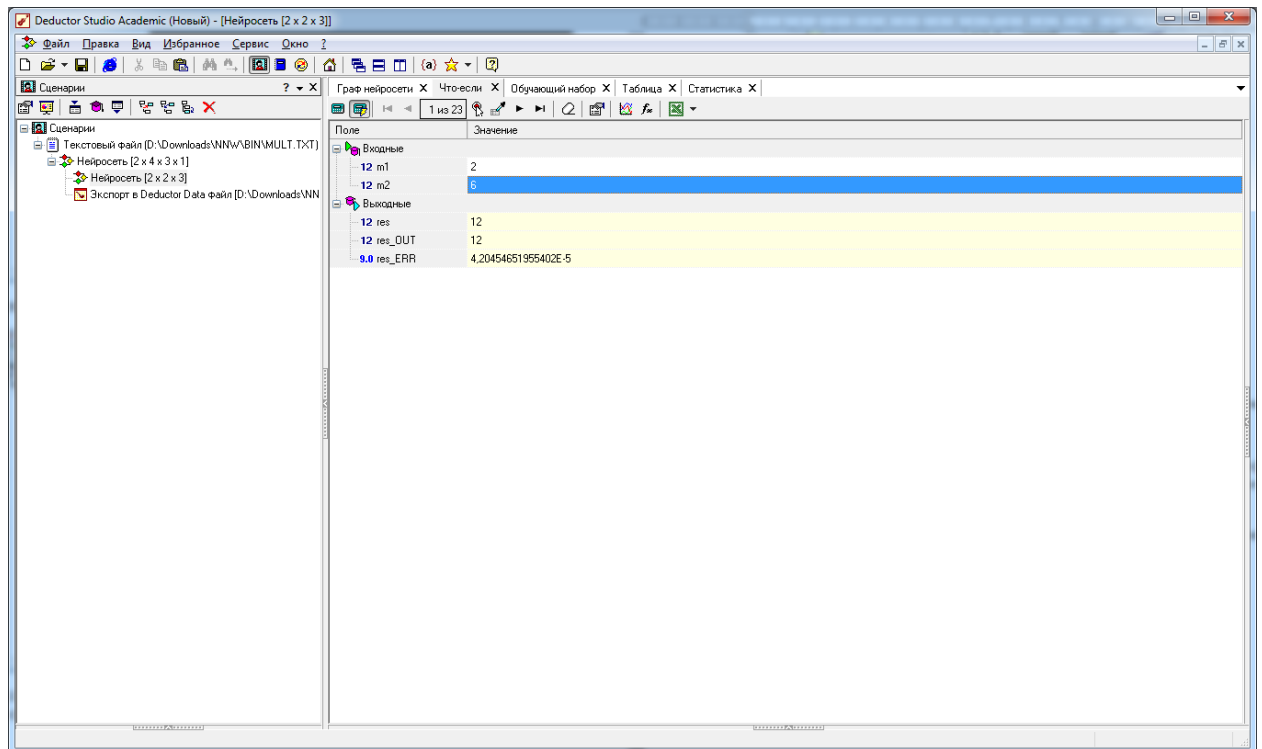 Deductor Studio Academic (Новый) - [Нейросеть [2 x 2 x 3]]
Файл Правка Вид Избранное Сервис Окно ?
Сценарии ?
Граф нейросети X Что-если X Обучающий набор X Таблица X Статистика X
1 из 23
Сценарии
Текстовый файл (D:\Downloads\NNW\BIN\MULT.TXT)
Нейросеть [2 x 4 x 3 x 1]
Нейросеть [2 x 2 x 3]
Экспорт в Deductor Data файл [D:\Downloads\NN
Поле Значение
Входные
12 m1 2
12 m2 6
Выходные
12 res 12
12 res_OUT 12
9.0 res_ERR 4,20454651955402E-5